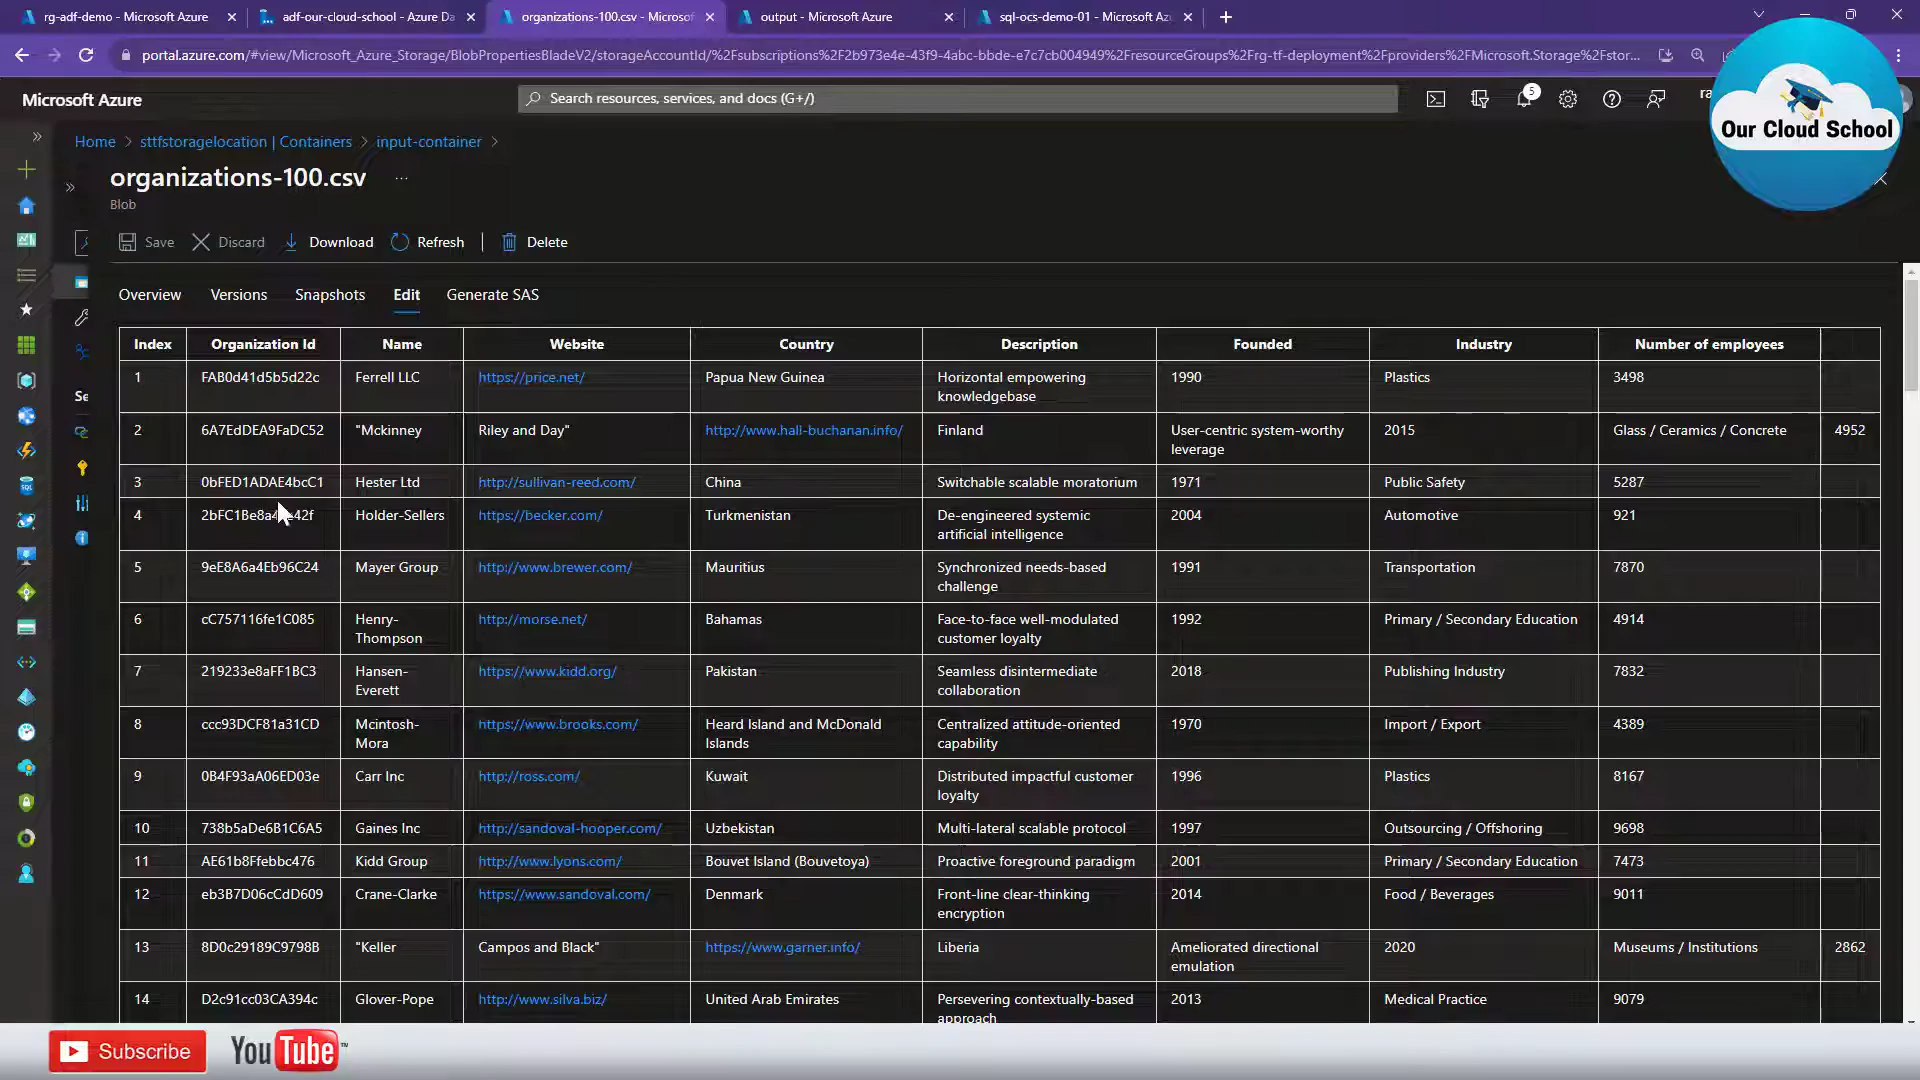 rg-adf-demo - Microsoft Azure
adf-our-cloud-school - Azure Da
organizations-100.csv - Microsof
output - Microsoft Azure
sql-ocs-demo-01 - Microsoft Azu
portal.azure.com/#view/Microsoft_Azure_Storage/BlobPropertiesBladeV2/storageAccountId/%2Fsubscriptions%2F2b973e4e-43f9-4abc-bbde-e7c7cb004949%2FresourceGroups%2Frg-tf-deployment%2Fproviders%2FMicrosoft.Storage%2Fstor...
Microsoft Azure
Search resources, services, and docs (G+/)
5
ra
Our Cloud School
Home > sttfstoragelocation | Containers > input-container >
organizations-100.csv ...
Blob
Save Discard Download Refresh | Delete
Overview Versions Snapshots Edit Generate SAS
Se
Index Organization Id Name Website Country Description Founded Industry Number of employees
1 FAB0d41d5b5d22c Ferrell LLC https://price.net/ Papua New Guinea Horizontal empowering knowledgebase 1990 Plastics 3498
2 6A7EdDEA9FaDC52 "Mckinney Riley and Day" http://www.hall-buchanan.info/ Finland User-centric system-worthy leverage 2015 Glass / Ceramics / Concrete 4952
3 0bFED1ADAE4bcC1 Hester Ltd http://sullivan-reed.com/ China Switchable scalable moratorium 1971 Public Safety 5287
4 Holder-Sellers https://becker.com/ Turkmenistan De-engineered systemic artificial intelligence 2004 Automotive 921
5 9eE8A6a4Eb96C24 Mayer Group http://www.brewer.com/ Mauritius Synchronized needs-based challenge 1991 Transportation 7870
6 cC757116fe1C085 Henry-Thompson http://morse.net/ Bahamas Face-to-face well-modulated customer loyalty 1992 Primary / Secondary Education 4914
7 219233e8aFF1BC3 Hansen-Everett https://www.kidd.org/ Pakistan Seamless disintermediate collaboration 2018 Publishing Industry 7832
8 ccc93DCF81a31CD Mcintosh-Mora https://www.brooks.com/ Heard Island and McDonald Islands Centralized attitude-oriented capability 1970 Import / Export 4389
9 0B4F93aA06ED03e Carr Inc http://ross.com/ Kuwait Distributed impactful customer loyalty 1996 Plastics 8167
10 738b5aDe6B1C6A5 Gaines Inc http://sandoval-hooper.com/ Uzbekistan Multi-lateral scalable protocol 1997 Outsourcing / Offshoring 9698
11 AE61b8Ffebbc476 Kidd Group http://www.lyons.com/ Bouvet Island (Bouvetoya) Proactive foreground paradigm 2001 Primary / Secondary Education 7473
12 eb3B7D06cCdD609 Crane-Clarke https://www.sandoval.com/ Denmark Front-line clear-thinking encryption 2014 Food / Beverages 9011
13 8D0c29189C9798B "Keller Campos and Black" https://www.garner.info/ Liberia Ameliorated directional emulation 2020 Museums / Institutions 2862
14 D2c91cc03CA394c Glover-Pope http://www.silva.biz/ United Arab Emirates Persevering contextually-based approach 2013 Medical Practice 9079
Subscribe YouTube